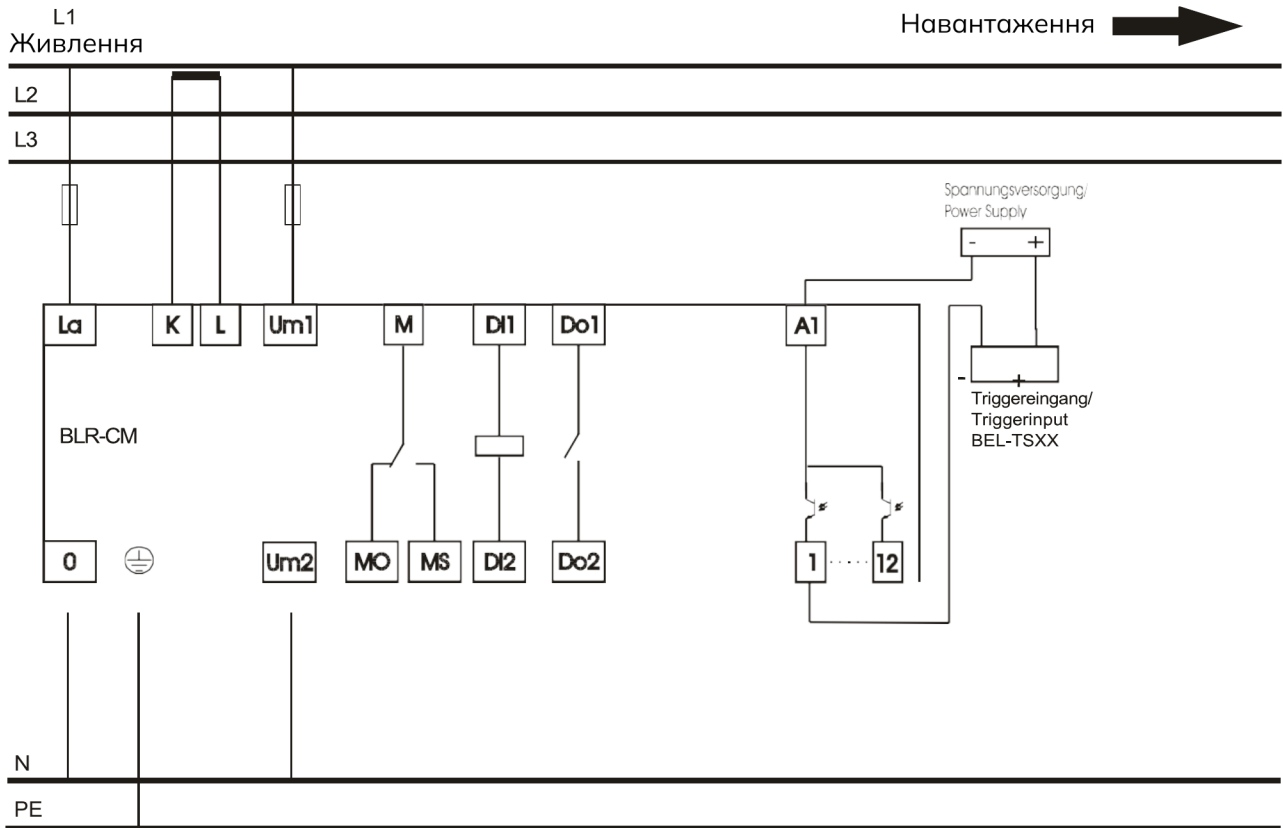 L1
Живлення
Навантаження
L2
L3
Spannungsversorgung/
Power Supply
- +
La K L Um1 M DI1 Do1 A1
- +
Triggereingang/
Triggerinput
BEL-TSXX
BLR-CM
0 Um2 MO MS DI2 Do2 1 ..... 12
N
PE